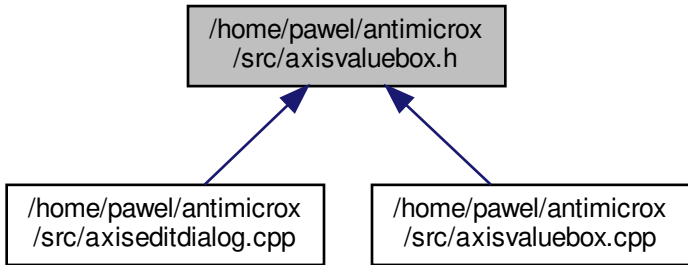 /home/pawel/antimicrox
/src/axisvaluebox.h
/home/pawel/antimicrox
/src/axiseditdialog.cpp
/home/pawel/antimicrox
/src/axisvaluebox.cpp